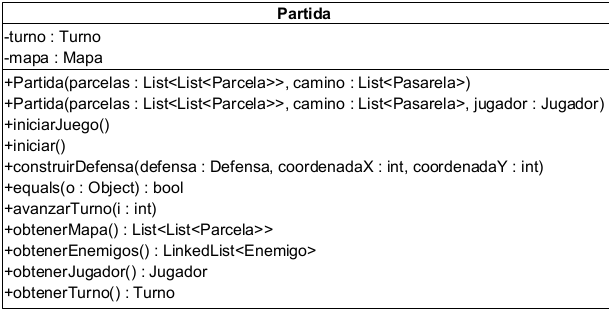 Partida
-turno : Turno
-mapa : Mapa
+Partida(parcelas : List<List<Parcela>>, camino : List<Pasarela>)
+Partida(parcelas : List<List<Parcela>>, camino : List<Pasarela>, jugador : Jugador)
+iniciarJuego()
+iniciar()
+construirDefensa(defensa : Defensa, coordenadaX : int, coordenadaY : int)
+equals(o : Object) : bool
+avanzarTurno(i : int)
+obtenerMapa() : List<List<Parcela>>
+obtenerEnemigos() : LinkedList<Enemigo>
+obtenerJugador() : Jugador
+obtenerTurno() : Turno